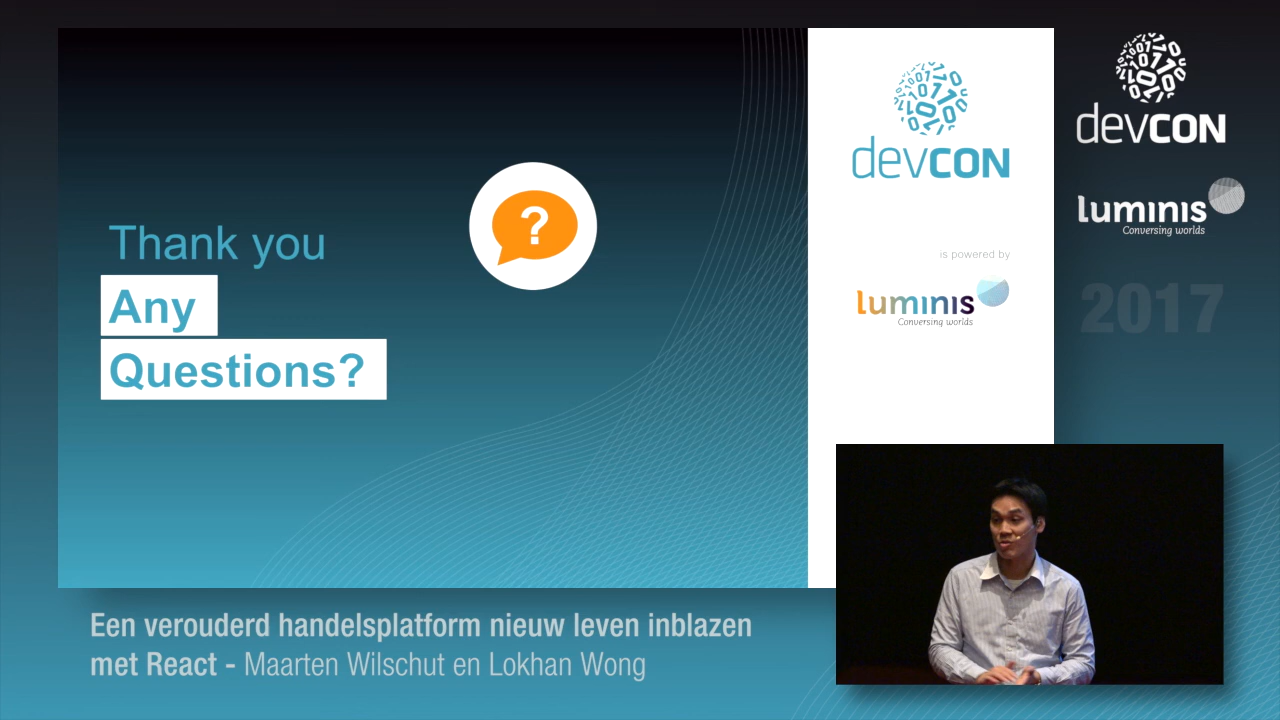 Thank you
Any
Questions?
?
devcon
is powered by
luminis
Conversing worlds
devcon
luminis
Conversing worlds
2017
Een verouderd handelsplatform nieuw leven inblazen
met React - Maarten Wilschut en Lokhan Wong